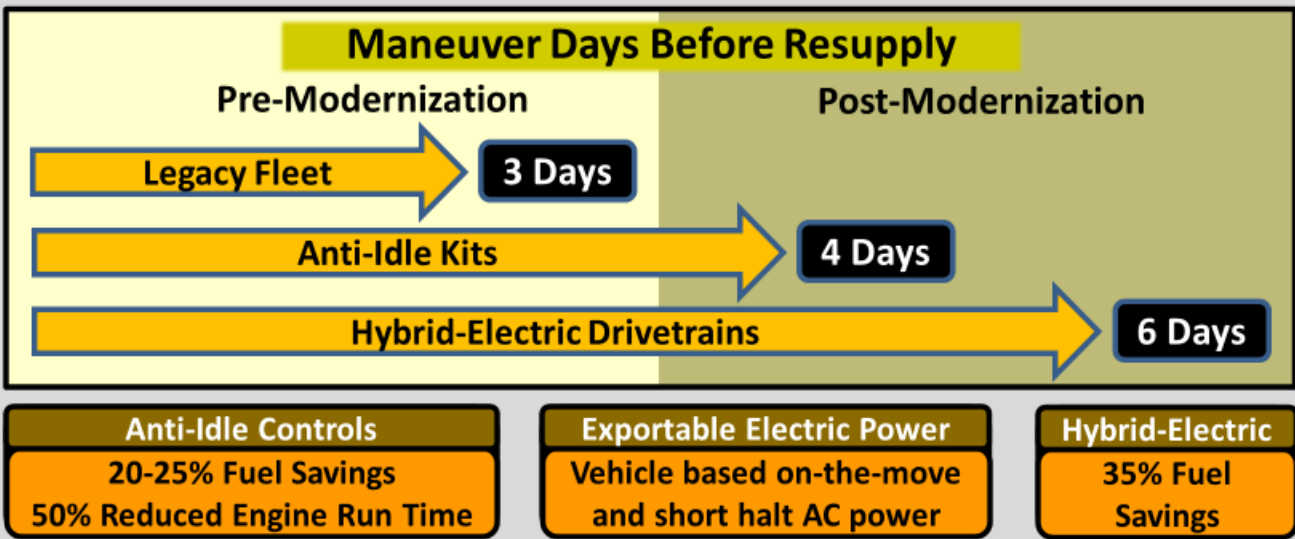 Maneuver Days Before Resupply
Pre-Modernization
Post-Modernization
Legacy Fleet
3 Days
Anti-Idle Kits
4 Days
Hybrid-Electric Drivetrains
6 Days
Anti-Idle Controls
20-25% Fuel Savings
50% Reduced Engine Run Time
Exportable Electric Power
Vehicle based on-the-move
and short halt AC power
Hybrid-Electric
35% Fuel
Savings